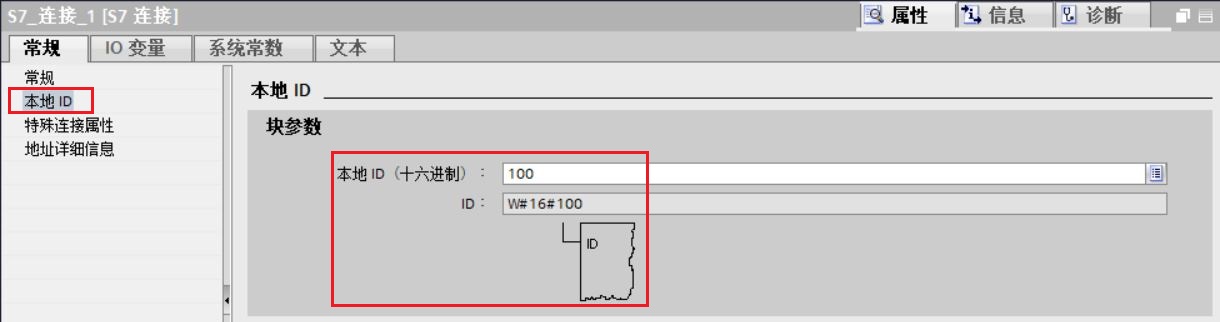 S7_连接_1 [S7 连接]
属性 信息 诊断
常规 IO 变量 系统常数 文本
常规
本地 ID
特殊连接属性
地址详细信息
本地 ID
块参数
本地 ID（十六进制）： 100
ID： W#16#100
ID